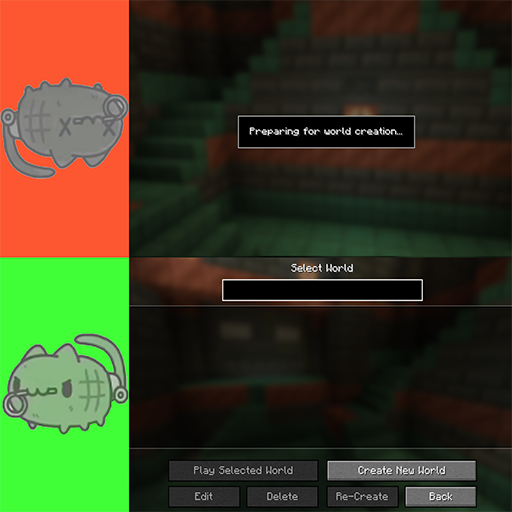 Preparing for world creation...
Select World
Play Selected World
Create New World
Edit
Delete
Re-Create
Back